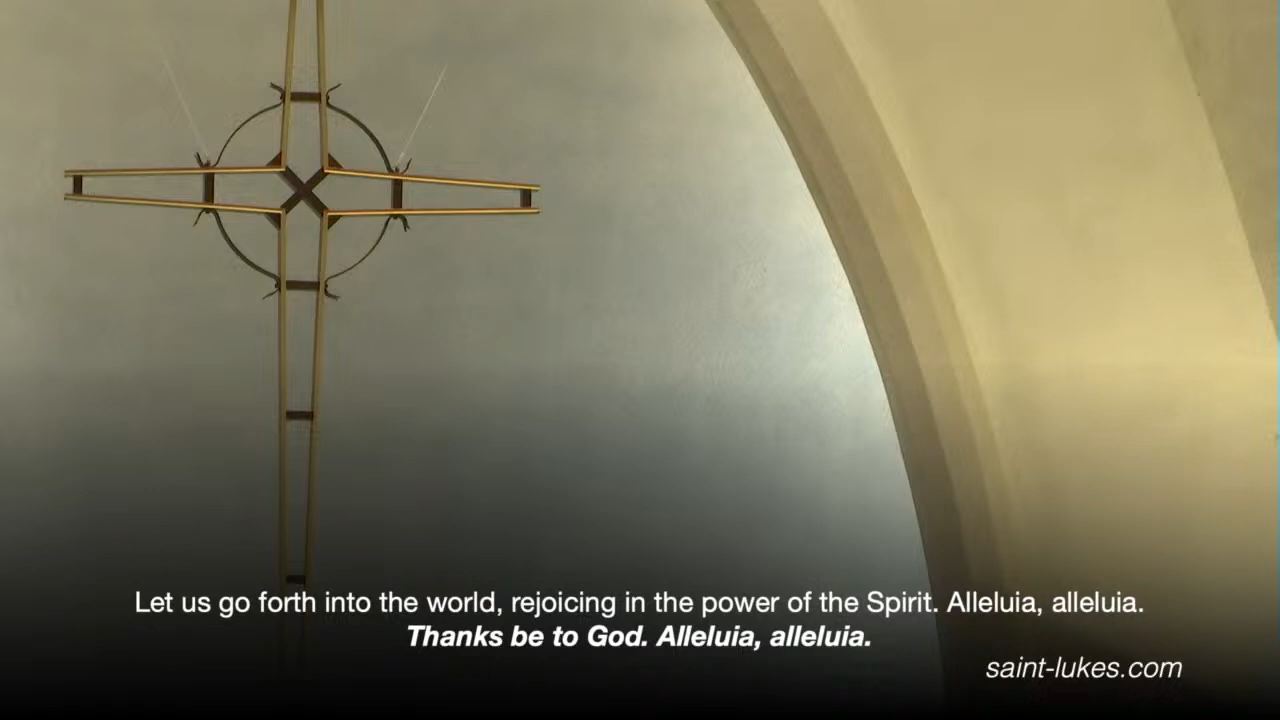 Let us go forth into the world, rejoicing in the power of the Spirit. Alleluia, alleluia.
Thanks be to God. Alleluia, alleluia.
saint-lukes.com